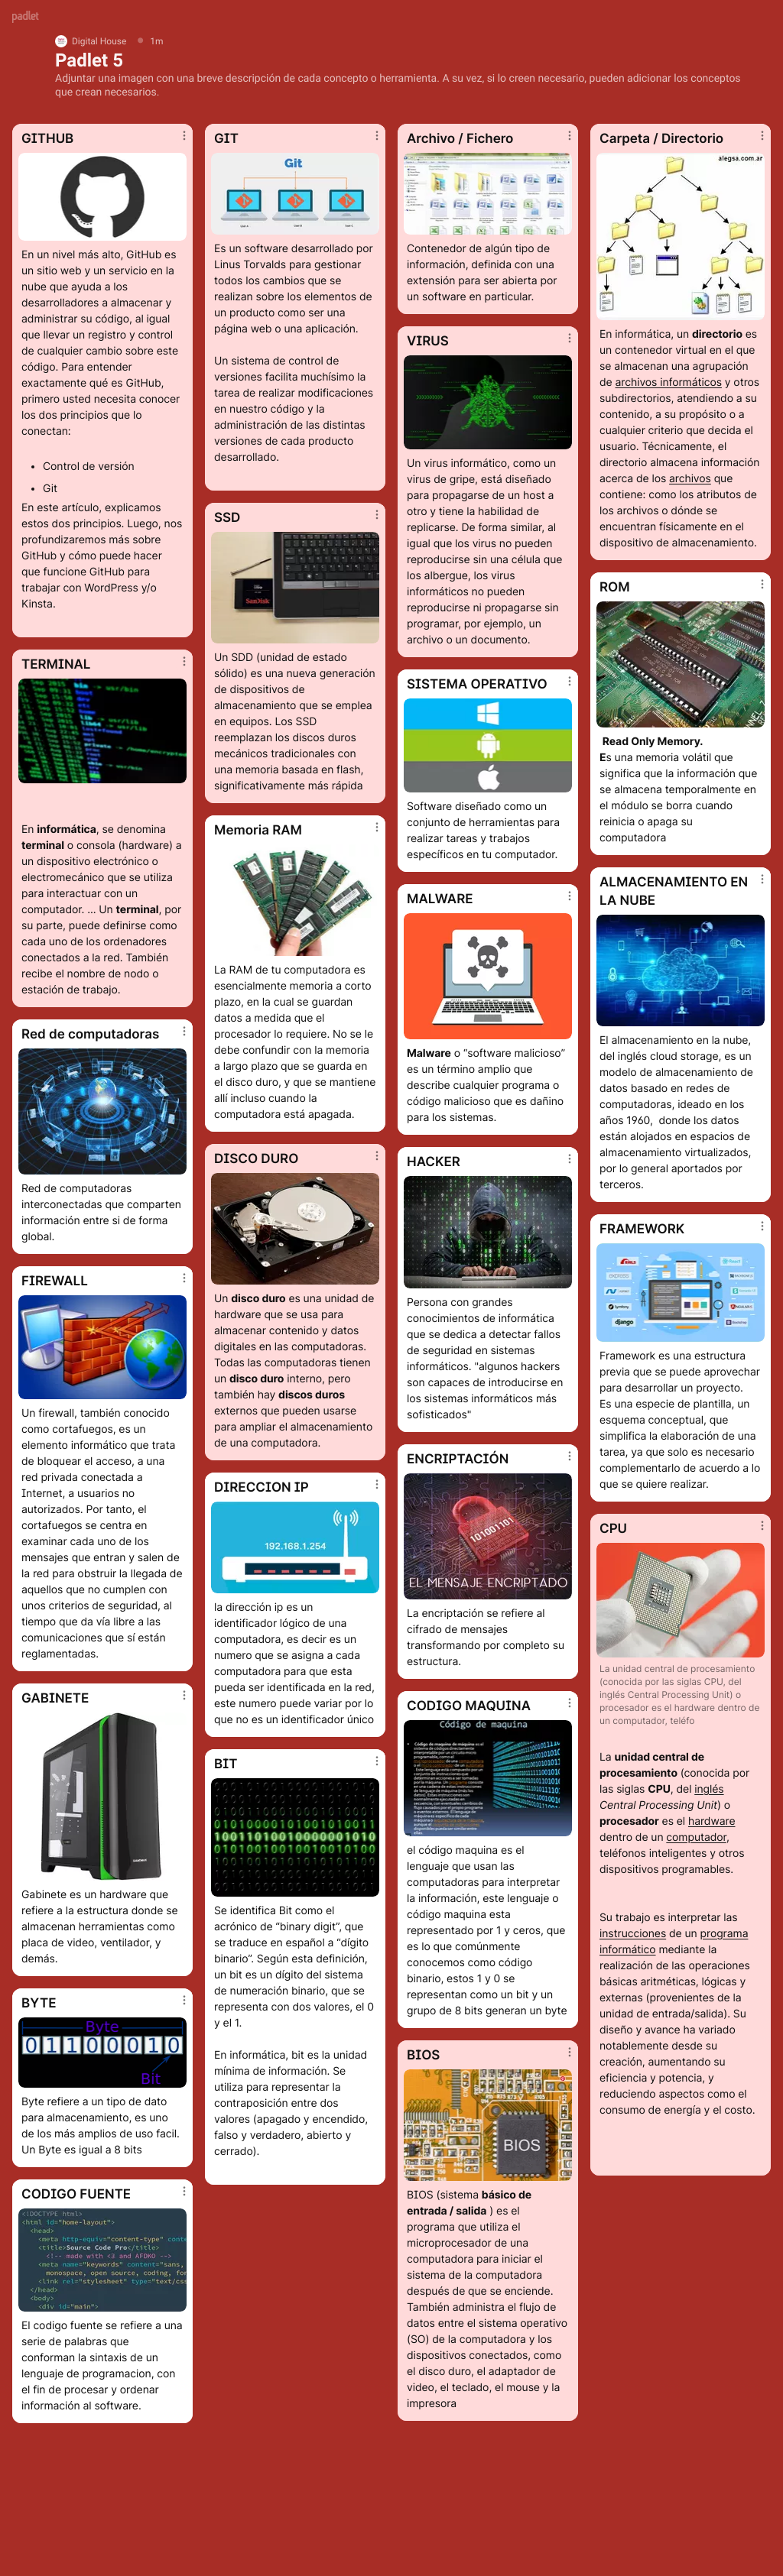 padlet
Digital House 1m
Padlet 5
Adjuntar una imagen con una breve descripción de cada concepto o herramienta. A su vez, si lo creen necesario, pueden adicionar los conceptos
que crean necesarios.
GITHUB
En un nivel más alto, GitHub es
un sitio web y un servicio en la
nube que ayuda a los
desarrolladores a almacenar y
administrar su código, al igual
que llevar un registro y control
de cualquier cambio sobre este
código. Para entender
exactamente qué es GitHub,
primero usted necesita conocer
los dos principios que lo
conectan:
• Control de versión
• Git
En este artículo, explicamos
estos dos principios. Luego, nos
profundizaremos más sobre
GitHub y cómo puede hacer
que funcione GitHub para
trabajar con WordPress y/o
Kinsta.
TERMINAL
En informática, se denomina
terminal o consola (hardware) a
un dispositivo electrónico o
electromecánico que se utiliza
para interactuar con un
computador. ... Un terminal, por
su parte, puede definirse como
cada uno de los ordenadores
conectados a la red. También
recibe el nombre de nodo o
estación de trabajo.
Red de computadoras
Red de computadoras
interconectadas que comparten
información entre si de forma
global.
FIREWALL
Un firewall, también conocido
como cortafuegos, es un
elemento informático que trata
de bloquear el acceso, a una
red privada conectada a
Internet, a usuarios no
autorizados. Por tanto, el
cortafuegos se centra en
examinar cada uno de los
mensajes que entran y salen de
la red para obstruir la llegada de
aquellos que no cumplen con
unos criterios de seguridad, al
tiempo que da vía libre a las
comunicaciones que sí están
reglamentadas.
GABINETE
Gabinete es un hardware que
refiere a la estructura donde se
almacenan herramientas como
placa de video, ventilador, y
demás.
BYTE
Byte
01100010
Bit
Byte refiere a un tipo de dato
para almacenamiento, es uno
de los más amplios de uso facil.
Un Byte es igual a 8 bits
CODIGO FUENTE
<!DOCTYPE html>
<html id="home-layout">
<head>
<meta http-equiv="content-type" conte
<title>Source Code Pro</title>
<!-- made with <3 and AFDKO -->
<meta name="keywords" content="sans,
monospace, open source, coding, fon
<link rel="stylesheet" type="text/css
</head>
<body>
<div id="main">
El codigo fuente se refiere a una
serie de palabras que
conforman la sintaxis de un
lenguaje de programacion, con
el fin de procesar y ordenar
información al software.
GIT
Git
Es un software desarrollado por
Linus Torvalds para gestionar
todos los cambios que se
realizan sobre los elementos de
un producto como ser una
página web o una aplicación.
Un sistema de control de
versiones facilita muchísimo la
tarea de realizar modificaciones
en nuestro código y la
administración de las distintas
versiones de cada producto
desarrollado.
SSD
SanDisk
Un SDD (unidad de estado
sólido) es una nueva generación
de dispositivos de
almacenamiento que se emplea
en equipos. Los SSD
reemplazan los discos duros
mecánicos tradicionales con
una memoria basada en flash,
significativamente más rápida
Memoria RAM
La RAM de tu computadora es
esencialmente memoria a corto
plazo, en la cual se guardan
datos a medida que el
procesador lo requiere. No se le
debe confundir con la memoria
a largo plazo que se guarda en
el disco duro, y que se mantiene
allí incluso cuando la
computadora está apagada.
DISCO DURO
Un disco duro es una unidad de
hardware que se usa para
almacenar contenido y datos
digitales en las computadoras.
Todas las computadoras tienen
un disco duro interno, pero
también hay discos duros
externos que pueden usarse
para ampliar el almacenamiento
de una computadora.
DIRECCION IP
192.168.1.254
la dirección ip es un
identificador lógico de una
computadora, es decir es un
numero que se asigna a cada
computadora para que esta
pueda ser identificada en la red,
este numero puede variar por lo
que no es un identificador único
BIT
Se identifica Bit como el
acrónico de “binary digit”, que
se traduce en español a “dígito
binario”. Según esta definición,
un bit es un dígito del sistema
de numeración binario, que se
representa con dos valores, el 0
y el 1.
En informática, bit es la unidad
mínima de información. Se
utiliza para representar la
contraposición entre dos
valores (apagado y encendido,
falso y verdadero, abierto y
cerrado).
Archivo / Fichero
Contenedor de algún tipo de
información, definida con una
extensión para ser abierta por
un software en particular.
VIRUS
Un virus informático, como un
virus de gripe, está diseñado
para propagarse de un host a
otro y tiene la habilidad de
replicarse. De forma similar, al
igual que los virus no pueden
reproducirse sin una célula que
los albergue, los virus
informáticos no pueden
reproducirse ni propagarse sin
programar, por ejemplo, un
archivo o un documento.
SISTEMA OPERATIVO
Software diseñado como un
conjunto de herramientas para
realizar tareas y trabajos
específicos en tu computador.
MALWARE
Malware o “software malicioso”
es un término amplio que
describe cualquier programa o
código malicioso que es dañino
para los sistemas.
HACKER
Persona con grandes
conocimientos de informática
que se dedica a detectar fallos
de seguridad en sistemas
informáticos. "algunos hackers
son capaces de introducirse en
los sistemas informáticos más
sofisticados"
ENCRIPTACIÓN
101001101
EL MENSAJE ENCRIPTADO
La encriptación se refiere al
cifrado de mensajes
transformando por completo su
estructura.
CODIGO MAQUINA
Código de maquina
el código maquina es el
lenguaje que usan las
computadoras para interpretar
la información, este lenguaje o
código maquina esta
representado por 1 y ceros, que
es lo que comúnmente
conocemos como código
binario, estos 1 y 0 se
representan como un bit y un
grupo de 8 bits generan un byte
BIOS
BIOS
BIOS (sistema básico de
entrada / salida ) es el
programa que utiliza el
microprocesador de una
computadora para iniciar el
sistema de la computadora
después de que se enciende.
También administra el flujo de
datos entre el sistema operativo
(SO) de la computadora y los
dispositivos conectados, como
el disco duro, el adaptador de
video, el teclado, el mouse y la
impresora
Carpeta / Directorio
alegsa.com.ar
En informática, un directorio es
un contenedor virtual en el que
se almacenan una agrupación
de archivos informáticos y otros
subdirectorios, atendiendo a su
contenido, a su propósito o a
cualquier criterio que decida el
usuario. Técnicamente, el
directorio almacena información
acerca de los archivos que
contiene: como los atributos de
los archivos o dónde se
encuentran físicamente en el
dispositivo de almacenamiento.
ROM
Read Only Memory.
Es una memoria volátil que
significa que la información que
se almacena temporalmente en
el módulo se borra cuando
reinicia o apaga su
computadora
ALMACENAMIENTO EN
LA NUBE
El almacenamiento en la nube,
del inglés cloud storage, es un
modelo de almacenamiento de
datos basado en redes de
computadoras, ideado en los
años 1960, donde los datos
están alojados en espacios de
almacenamiento virtualizados,
por lo general aportados por
terceros.
FRAMEWORK
django
Framework es una estructura
previa que se puede aprovechar
para desarrollar un proyecto.
Es una especie de plantilla, un
esquema conceptual, que
simplifica la elaboración de una
tarea, ya que solo es necesario
complementarlo de acuerdo a lo
que se quiere realizar.
CPU
La unidad central de procesamiento
(conocida por las siglas CPU, del
inglés Central Processing Unit) o
procesador es el hardware dentro de
un computador, teléfo
La unidad central de
procesamiento (conocida por
las siglas CPU, del inglés
Central Processing Unit) o
procesador es el hardware
dentro de un computador,
teléfonos inteligentes y otros
dispositivos programables.
Su trabajo es interpretar las
instrucciones de un programa
informático mediante la
realización de las operaciones
básicas aritméticas, lógicas y
externas (provenientes de la
unidad de entrada/salida). Su
diseño y avance ha variado
notablemente desde su
creación, aumentando su
eficiencia y potencia, y
reduciendo aspectos como el
consumo de energía y el costo.